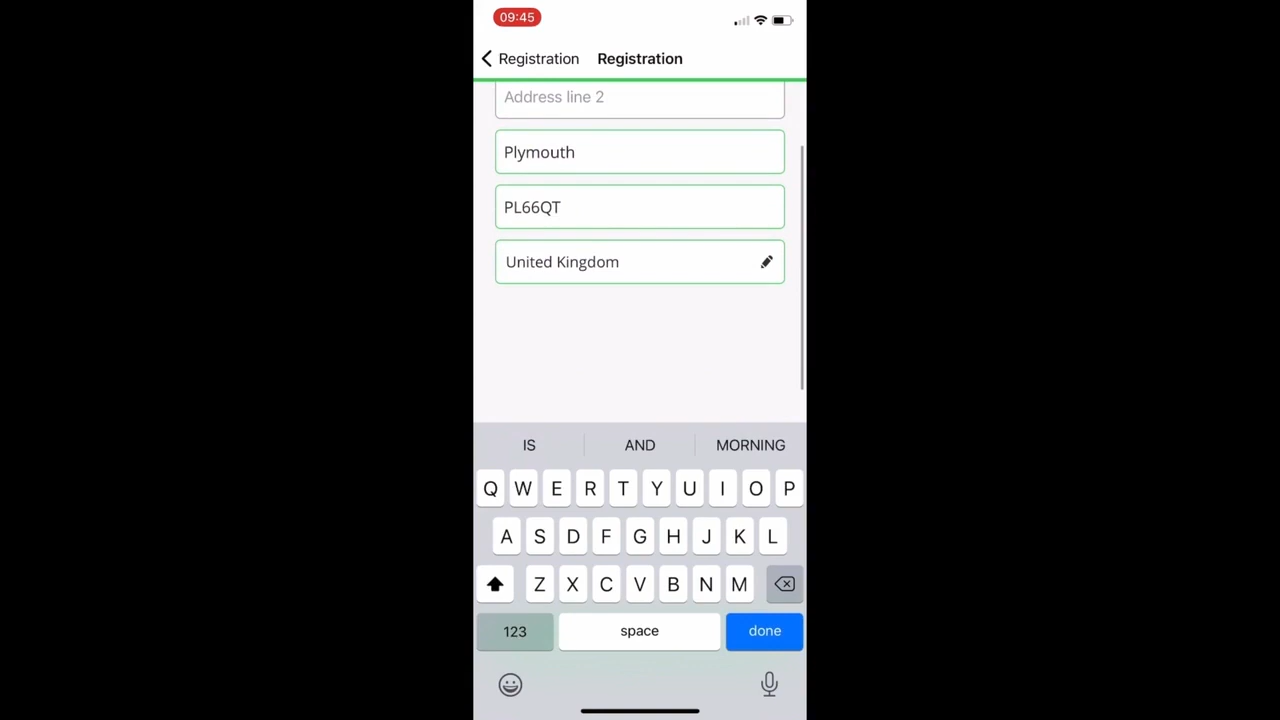 09:45
Registration Registration
Address line 2
Plymouth
PL66QT
United Kingdom
IS AND MORNING
Q W E R T Y U I O P
A S D F G H J K L
Z X C V B N M
123 space done